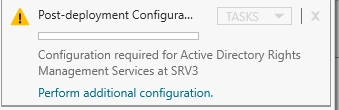 Post-deployment Configura...
TASKS
X
Configuration required for Active Directory Rights
Management Services at SRV3
Perform additional configuration.